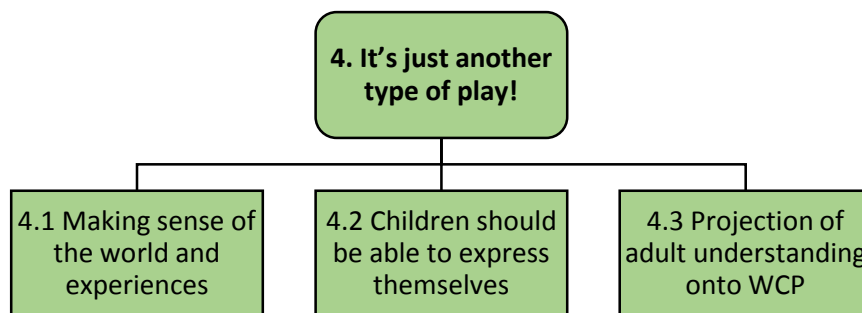 4. It’s just another
type of play!
4.1 Making sense of
the world and
experiences
4.2 Children should
be able to express
themselves
4.3 Projection of
adult understanding
onto WCP